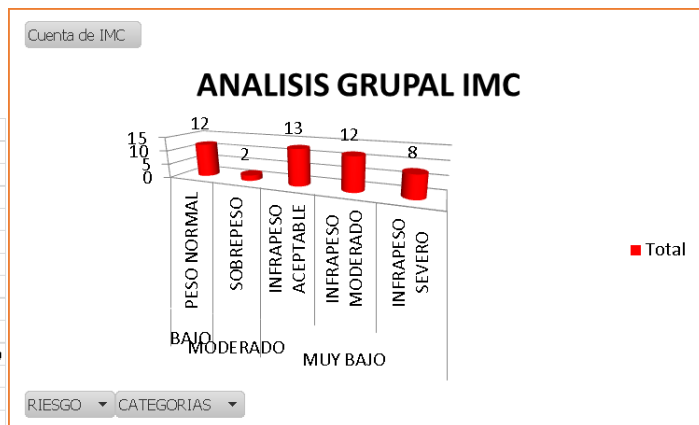 Cuenta de IMC
ANALISIS GRUPAL IMC
15
10
5
0
12
2
13
12
8
PESO NORMAL
SOBREPESO
INFRAPESO
ACEPTABLE
INFRAPESO
MODERADO
INFRAPESO
SEVERO
BAJO
MODERADO
MUY BAJO
Total
RIESGO
CATEGORIAS